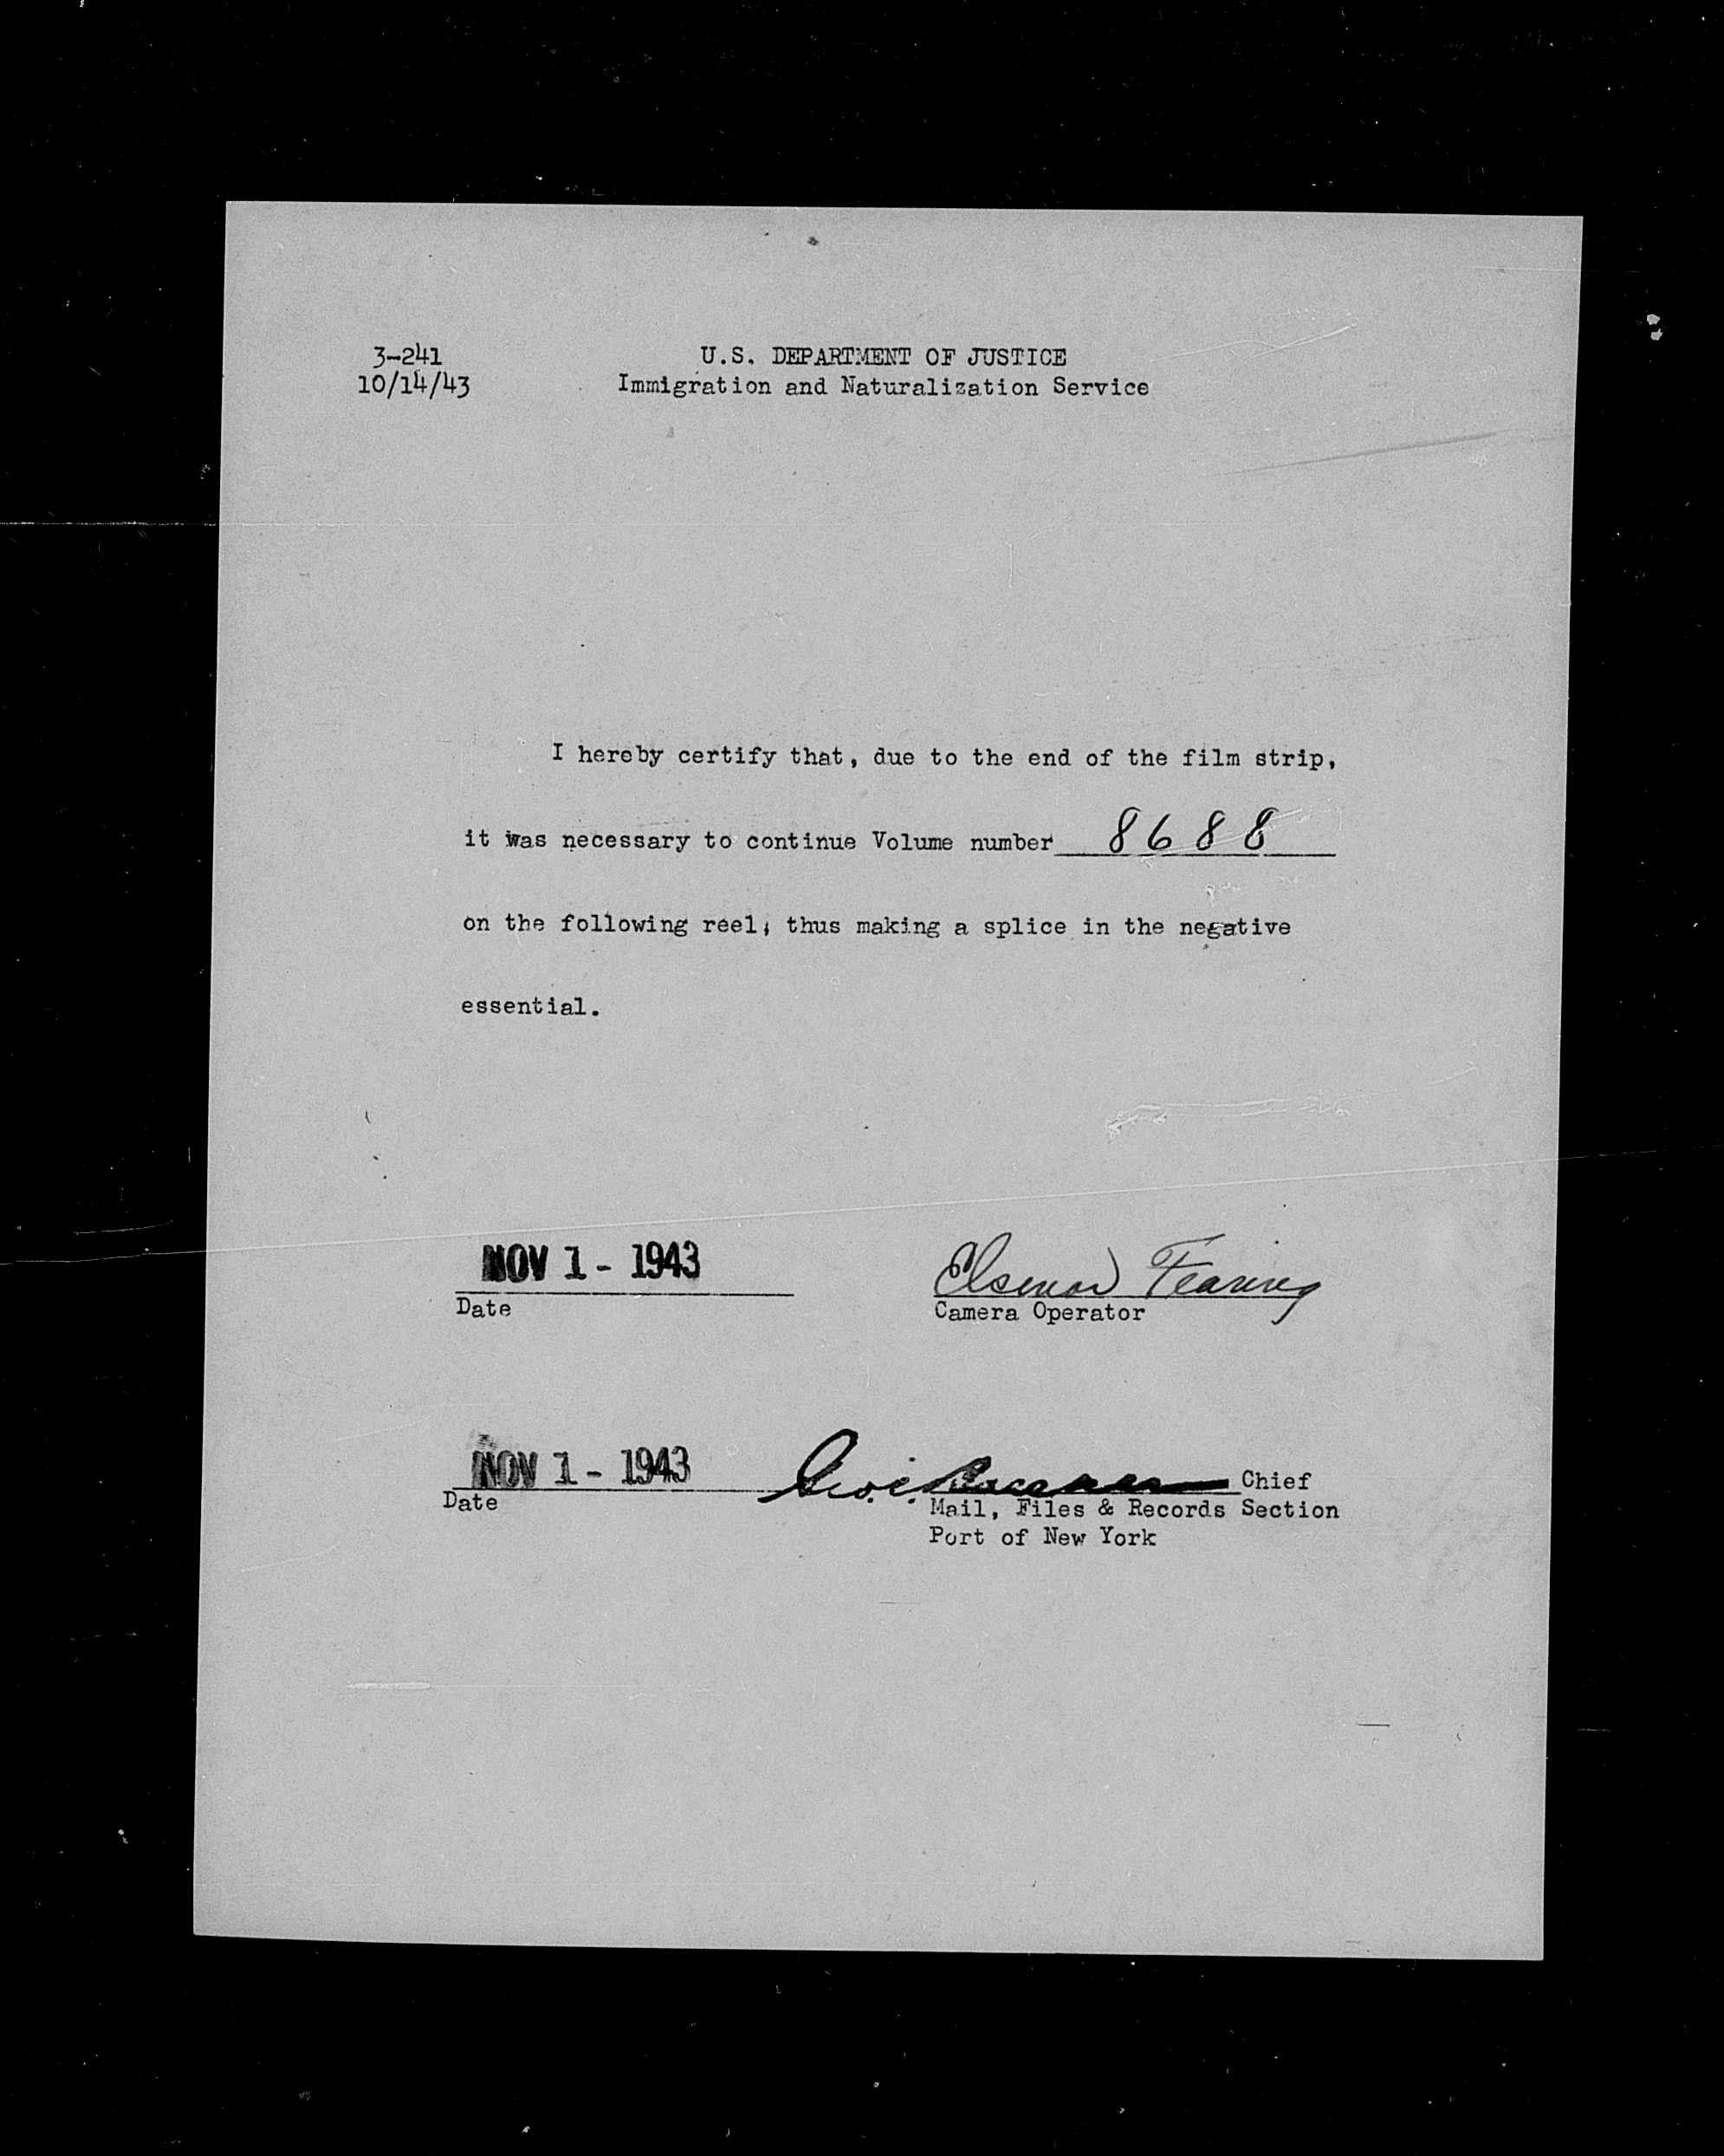 3-241
10/14/43
U.S. DEPARTMENT OF JUSTICE
Immigration and Naturalization Service
I hereby certify that, due to the end of the film strip,
it was necessary to continue Volume number 8688
on the following reel, thus making a splice in the negative
essential.
NOV 1 - 1943
Date
Fearing
Camera Operator
NOV 1 - 1943
Date
Chief
Mail, Files & Records Section
Port of New York